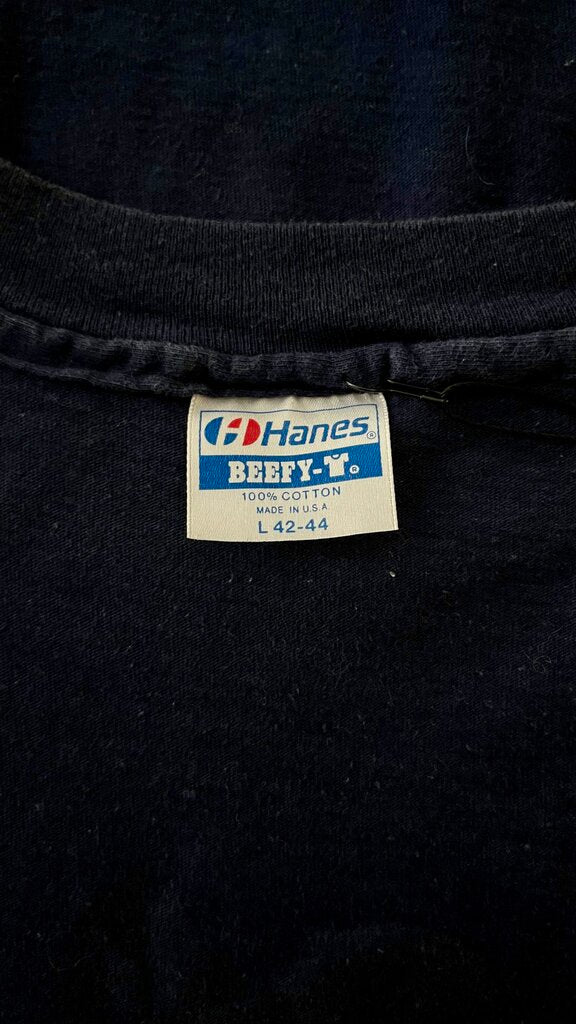 Hanes®
BEEFY-®
100% COTTON
MADE IN U.S.A.
L 42-44